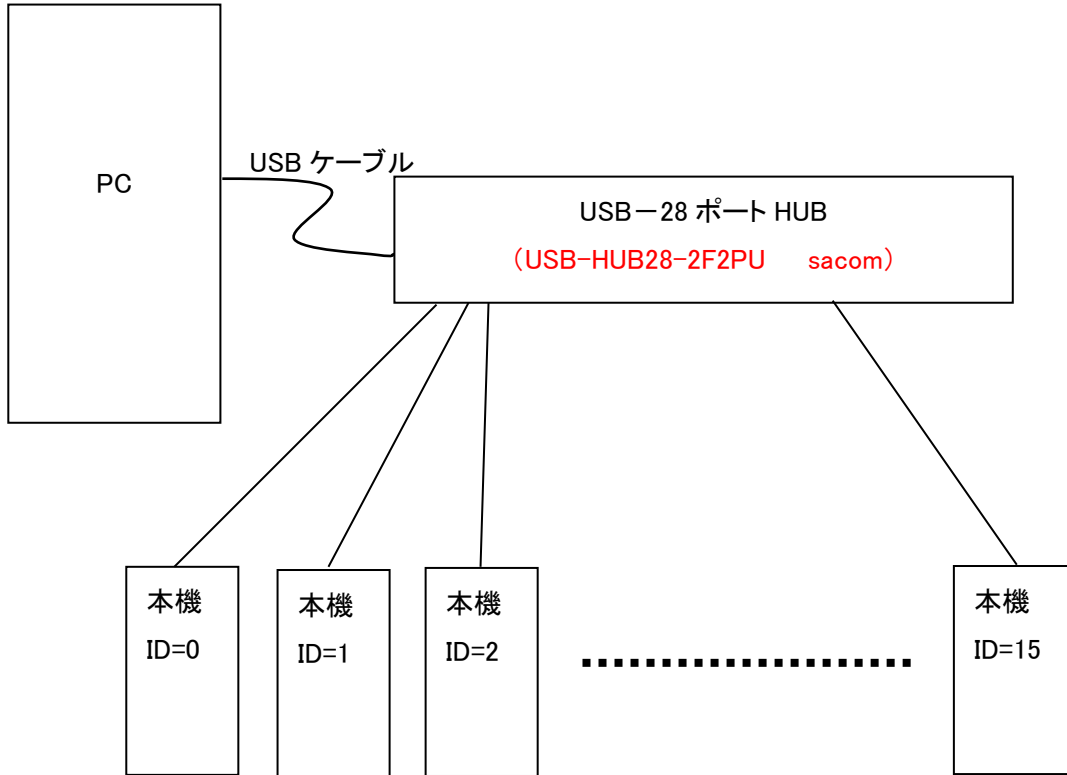 PC
USB ケーブル
USB－28 ポート HUB
（USB-HUB28-2F2PU　sacom）
本機
ID=0
本機
ID=1
本機
ID=2
本機
ID=15